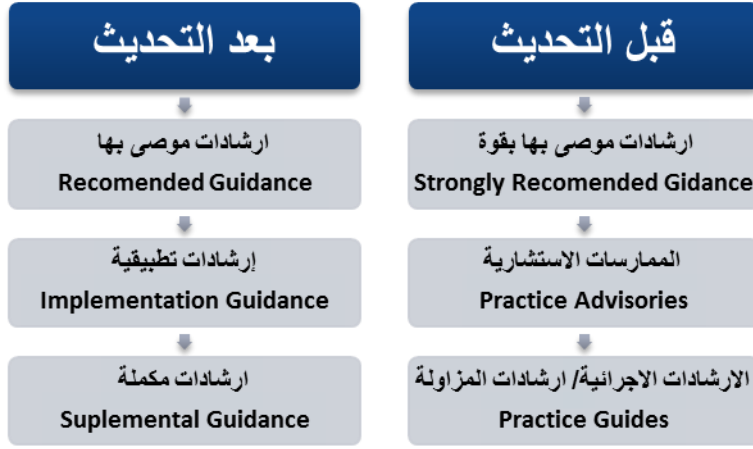 قبل التحديث
ارشادات موصى بها بقوة
Strongly Recomended Gidance
الممارسات الاستشارية
Practice Advisories
الارشادات الاجرائية/ ارشادات المزاولة
Practice Guides
بعد التحديث
ارشادات موصى بها
Recomended Guidance
إرشادات تطبيقية
Implementation Guidance
ارشادات مكملة
Suplemental Guidance